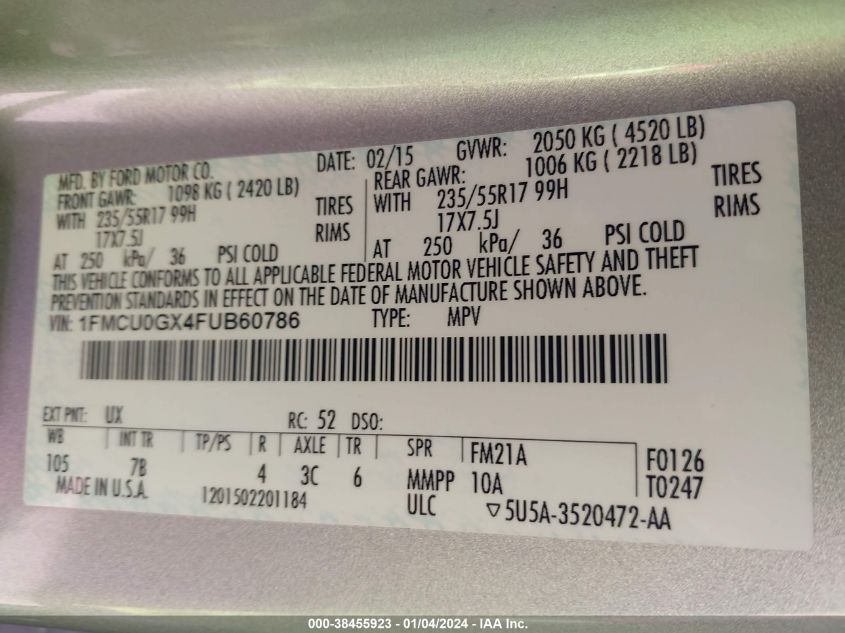 MFD. BY FORD MOTOR CO. DATE: 02/15 GVWR: 2050 KG ( 4520 LB)
FRONT GAWR: 1098 KG ( 2420 LB) REAR GAWR: 1006 KG ( 2218 LB)
WITH 235/55R17 99H TIRES WITH 235/55R17 99H TIRES
17X7.5J RIMS 17X7.5J RIMS
AT 250 kPa/ 36 PSI COLD AT 250 kPa/ 36 PSI COLD
THIS VEHICLE CONFORMS TO ALL APPLICABLE FEDERAL MOTOR VEHICLE SAFETY AND THEFT
PREVENTION STANDARDS IN EFFECT ON THE DATE OF MANUFACTURE SHOWN ABOVE.
VIN: 1FMCU0GX4FUB60786 TYPE: MPV
EXT PNT: UX RC: 52 DSO:
WB INT TR TP/PS R AXLE TR SPR FM21A F0126
105 7B 4 3C 6 MMPP 10A T0247
MADE IN U.S.A. 1201502201184 ULC ▽5U5A-3520472-AA
000-38455923 - 01/04/2024 - IAA Inc.